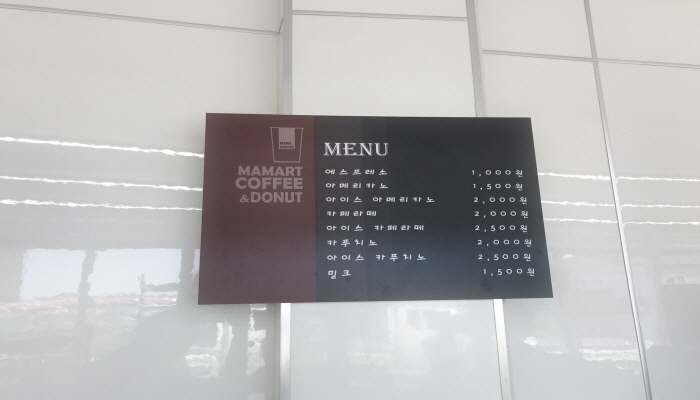 MAMART
COFFEE
&DONUT
MENU
에스프레소 1,000원
아메리카노 1,500원
아이스 아메리카노 2,000원
카페라떼 2,000원
아이스 카페라떼 2,500원
카푸치노 2,000원
아이스 카푸치노 2,500원
밀크 1,500원